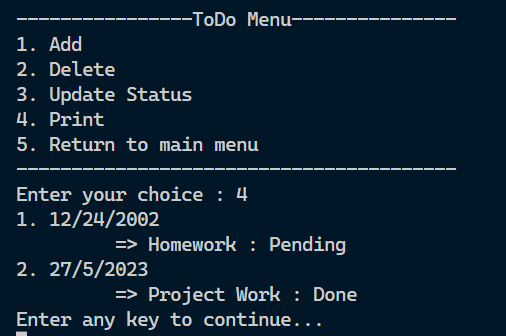 ----------------ToDo Menu---------------
1. Add
2. Delete
3. Update Status
4. Print
5. Return to main menu
----------------------------------------
Enter your choice : 4
1. 12/24/2002
         => Homework : Pending
2. 27/5/2023
         => Project Work : Done
Enter any key to continue...